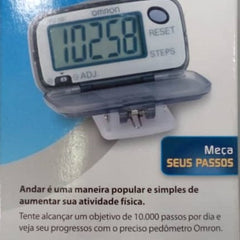 OMRON
10258
RESET
STEPS
ADJ
Meça
SEUS PASSOS
Andar é uma maneira popular e simples de
aumentar sua atividade física.
Tente alcançar um objetivo de 10.000 passos por dia e
veja seu progressos com o preciso pedômetro Omron.